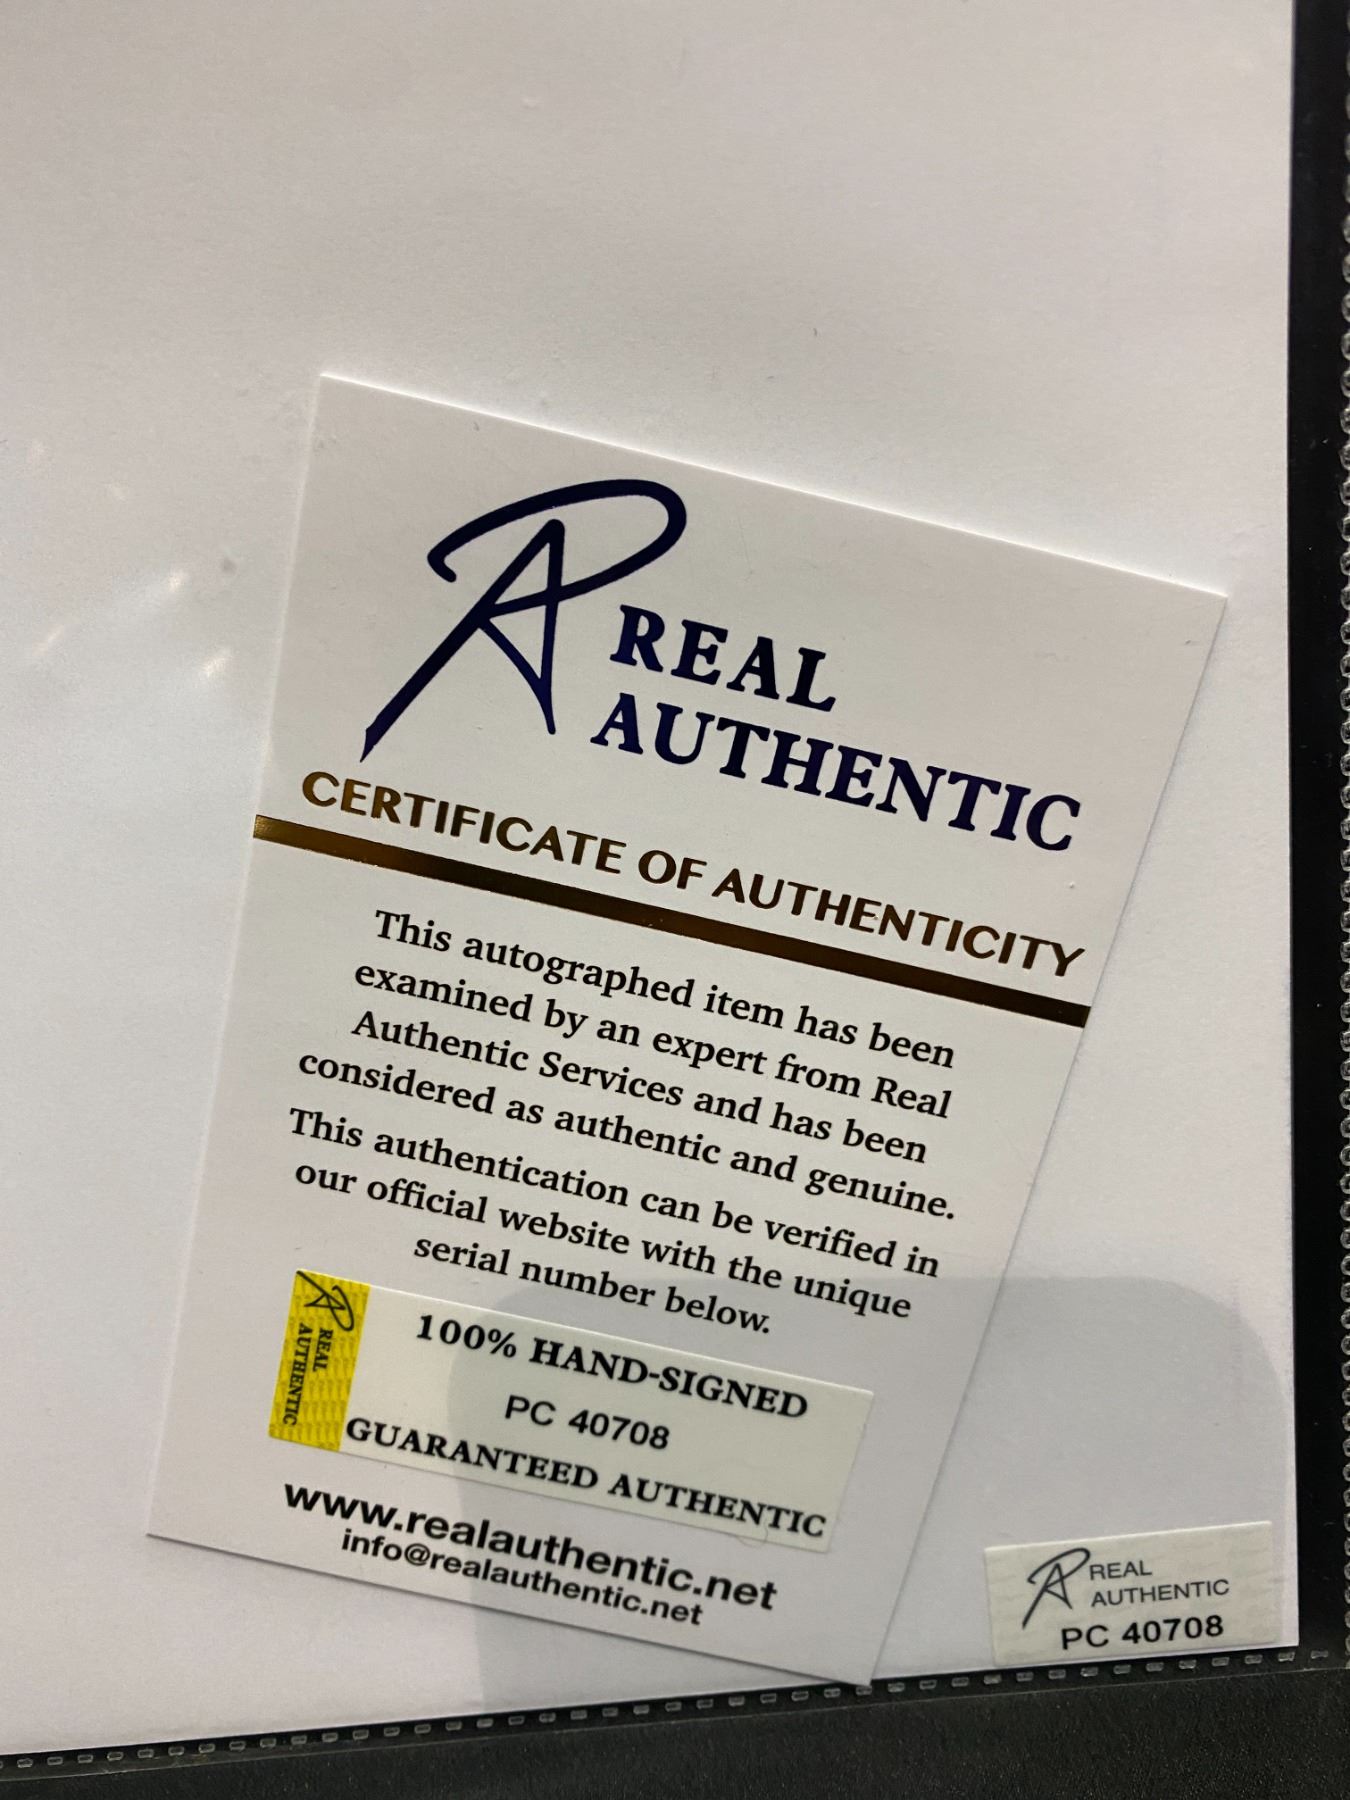 RA REAL
AUTHENTIC
CERTIFICATE OF AUTHENTICITY
This autographed item has been
examined by an expert from Real
Authentic Services and has been
considered as authentic and genuine.
This authentication can be verified in
our official website with the unique
serial number below.
RA REAL
AUTHENTIC
100% HAND-SIGNED
PC 40708
GUARANTEED AUTHENTIC
www.realauthentic.net
info@realauthentic.net
RA REAL
AUTHENTIC
PC 40708